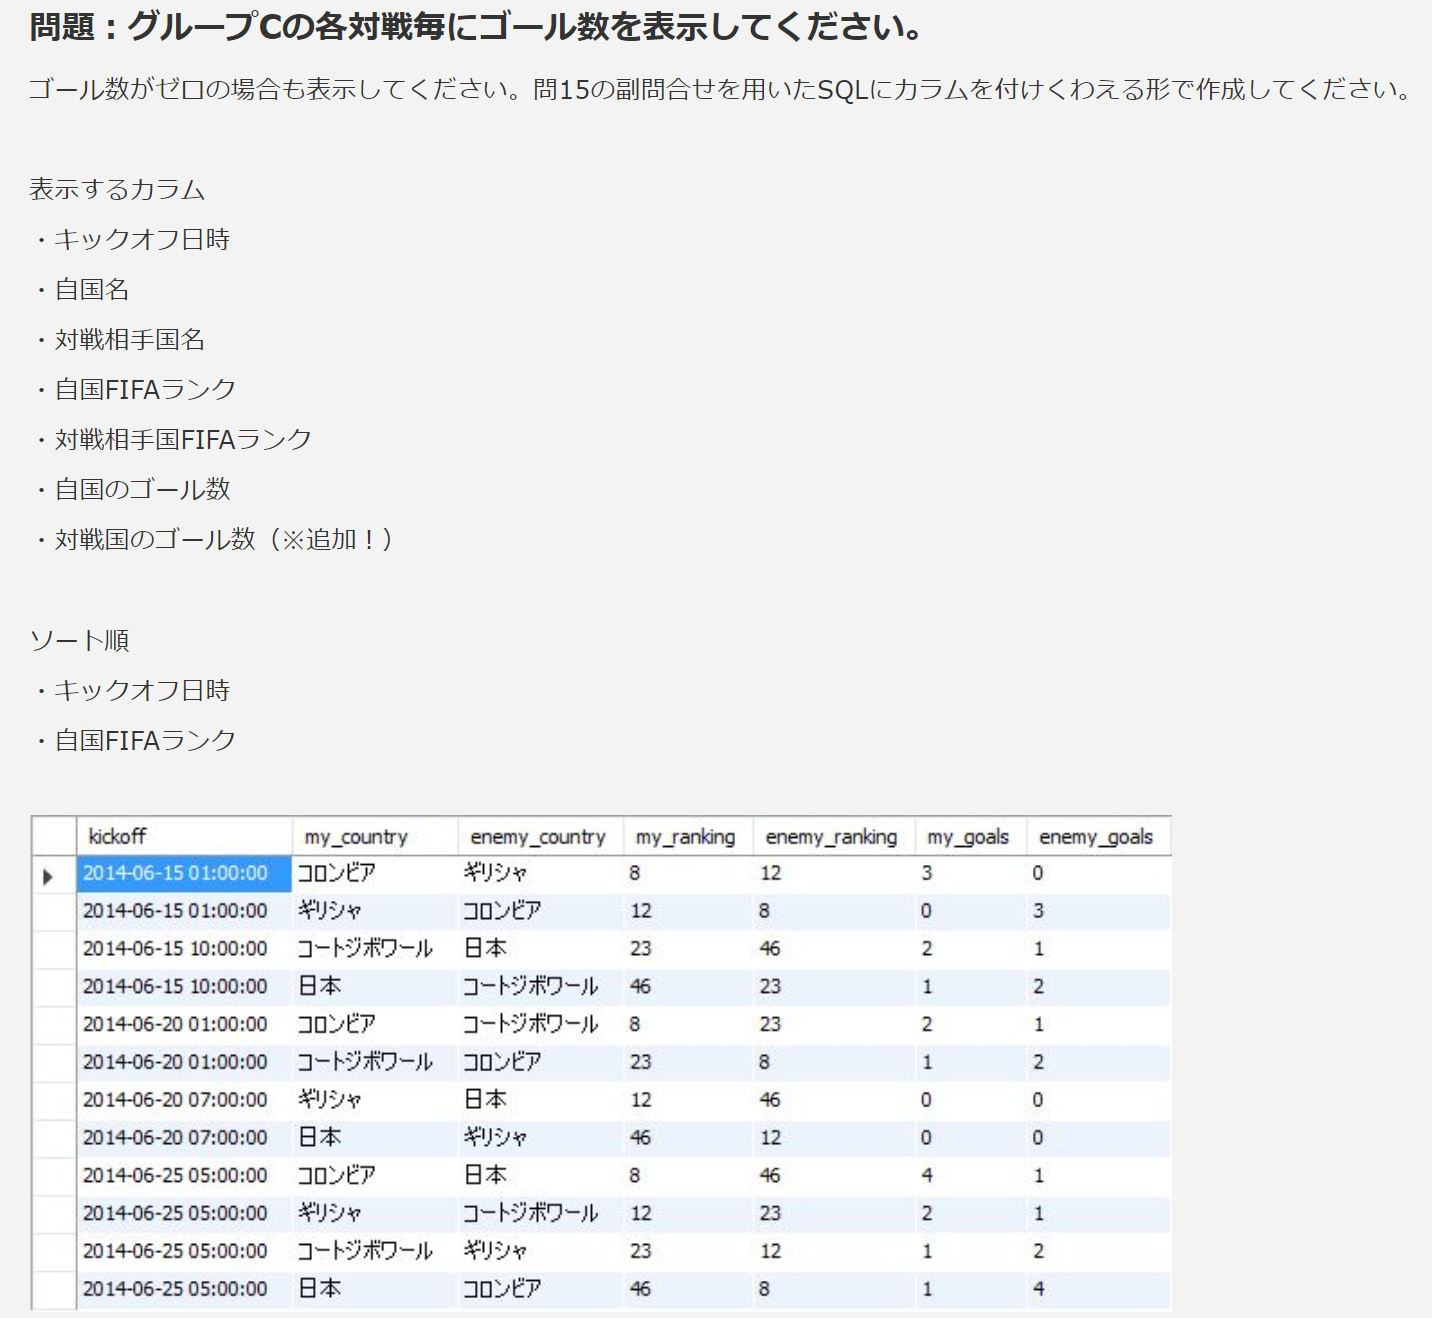 問題：グループCの各対戦毎にゴール数を表示してください。
ゴール数がゼロの場合も表示してください。問15の副問合せを用いたSQLにカラムを付けくわえる形で作成してください。
表示するカラム
・キックオフ日時
・自国名
・対戦相手国名
・自国FIFAランク
・対戦相手国FIFAランク
・自国のゴール数
・対戦国のゴール数（※追加！）
ソート順
・キックオフ日時
・自国FIFAランク
kickoff my_country enemy_country my_ranking enemy_ranking my_goals enemy_goals
2014-06-15 01:00:00 コロンビア ギリシャ 8 12 3 0
2014-06-15 01:00:00 ギリシャ コロンビア 12 8 0 3
2014-06-15 10:00:00 コートジボワール 日本 23 46 2 1
2014-06-15 10:00:00 日本 コートジボワール 46 23 1 2
2014-06-20 01:00:00 コロンビア コートジボワール 8 23 2 1
2014-06-20 01:00:00 コートジボワール コロンビア 23 8 1 2
2014-06-20 07:00:00 ギリシャ 日本 12 46 0 0
2014-06-20 07:00:00 日本 ギリシャ 46 12 0 0
2014-06-25 05:00:00 コロンビア 日本 8 46 4 1
2014-06-25 05:00:00 ギリシャ コートジボワール 12 23 2 1
2014-06-25 05:00:00 コートジボワール ギリシャ 23 12 1 2
2014-06-25 05:00:00 日本 コロンビア 46 8 1 4